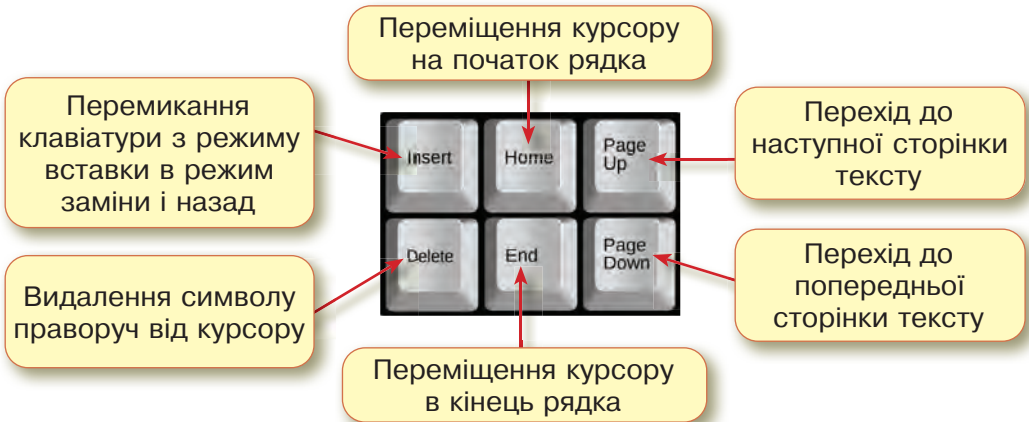 Переміщення курсору
на початок рядка
Перемикання
клавіатури з режиму
вставки в режим
заміни і назад
Перехід до
наступної сторінки
тексту
Insert
Home
Page
Up
Delete
End
Page
Down
Видалення символу
праворуч від курсору
Перехід до
попередньої
сторінки тексту
Переміщення курсору
в кінець рядка